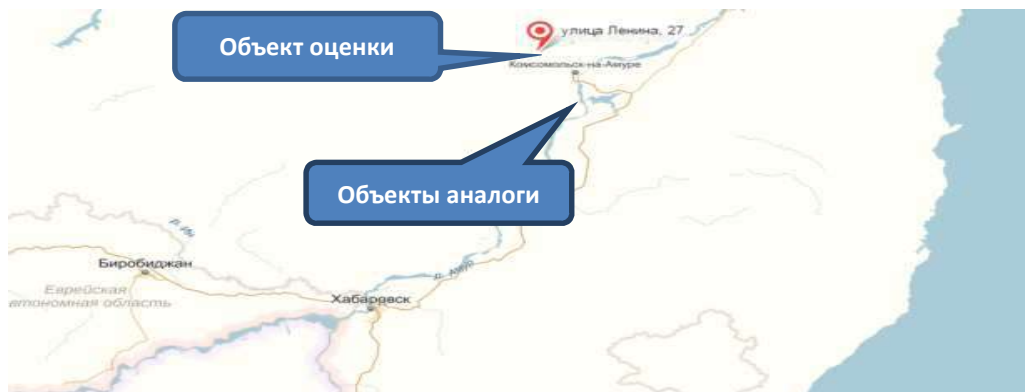 Объект оценки
улица Ленина, 27
Комсомольск-на-Амуре
Объекты аналоги
Биробиджан
р. Амур
Еврейская
автономная область
Хабаровск